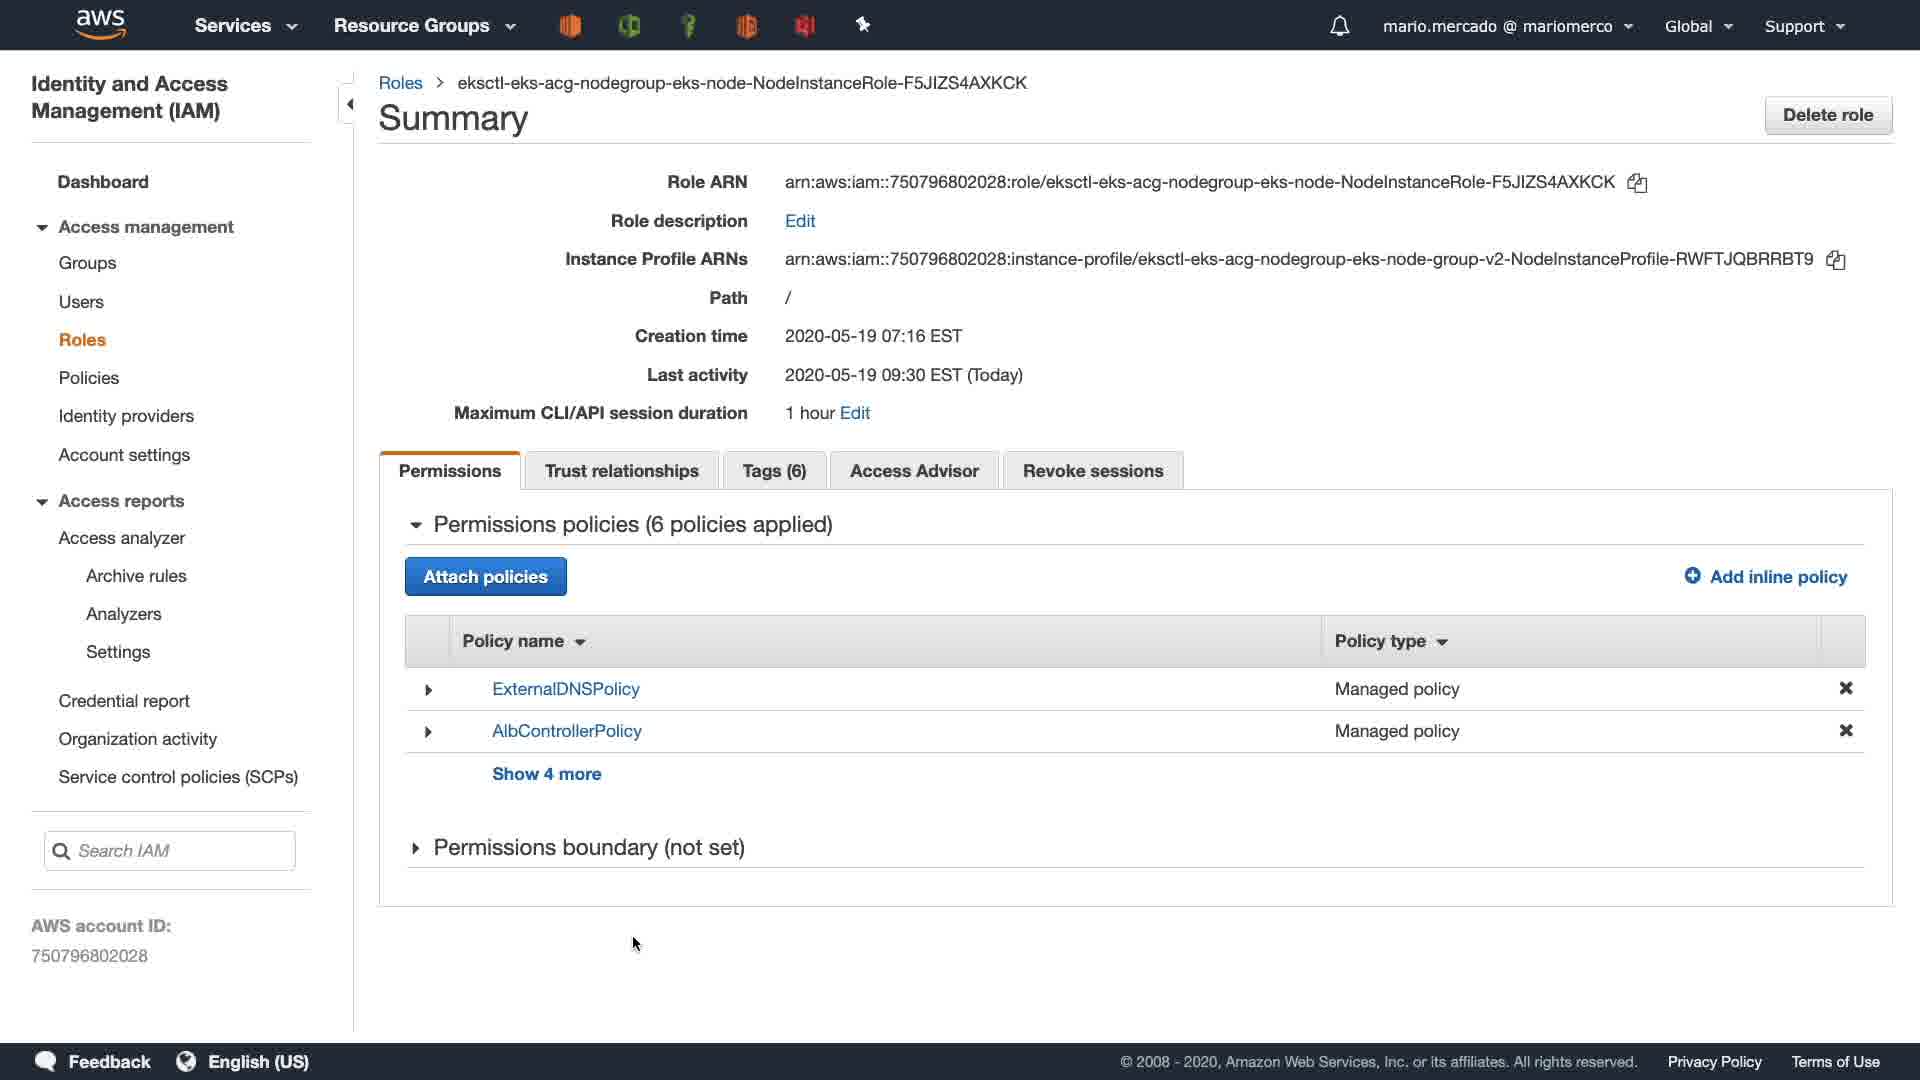 aws
Services
Resource Groups
mario.mercado @ mariomerco
Global
Support
Identity and Access
Management (IAM)
Dashboard
Access management
Groups
Users
Roles
Policies
Identity providers
Account settings
Access reports
Access analyzer
Archive rules
Analyzers
Settings
Credential report
Organization activity
Service control policies (SCPs)
Search IAM
AWS account ID:
750796802028
Roles > eksctl-eks-acg-nodegroup-eks-node-NodeInstanceRole-F5JIZS4AXKCK
Summary
Delete role
Role ARN arn:aws:iam::750796802028:role/eksctl-eks-acg-nodegroup-eks-node-NodeInstanceRole-F5JIZS4AXKCK
Role description Edit
Instance Profile ARNs arn:aws:iam::750796802028:instance-profile/eksctl-eks-acg-nodegroup-eks-node-group-v2-NodeInstanceProfile-RWFTJQBRRBT9
Path /
Creation time 2020-05-19 07:16 EST
Last activity 2020-05-19 09:30 EST (Today)
Maximum CLI/API session duration 1 hour Edit
Permissions
Trust relationships
Tags (6)
Access Advisor
Revoke sessions
Permissions policies (6 policies applied)
Attach policies
Add inline policy
Policy name Policy type
ExternalDNSPolicy Managed policy
AlbControllerPolicy Managed policy
Show 4 more
Permissions boundary (not set)
Feedback
English (US)
© 2008 - 2020, Amazon Web Services, Inc. or its affiliates. All rights reserved.
Privacy Policy
Terms of Use